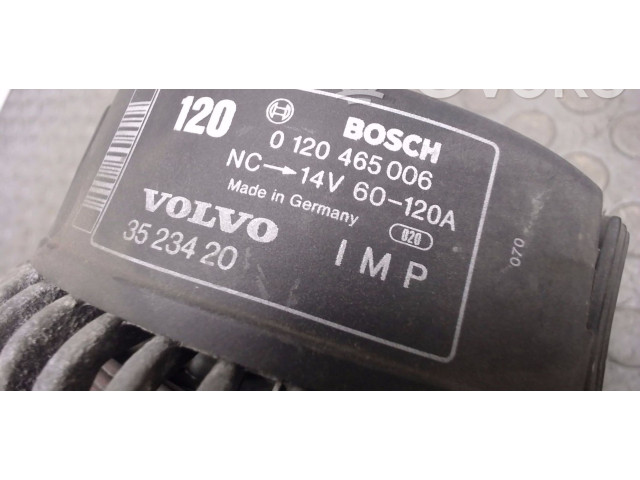 120
BOSCH
0 120 465 006
NC→14V 60-120A
Made in Germany
VOLVO
820
35 234 20
IMP
070